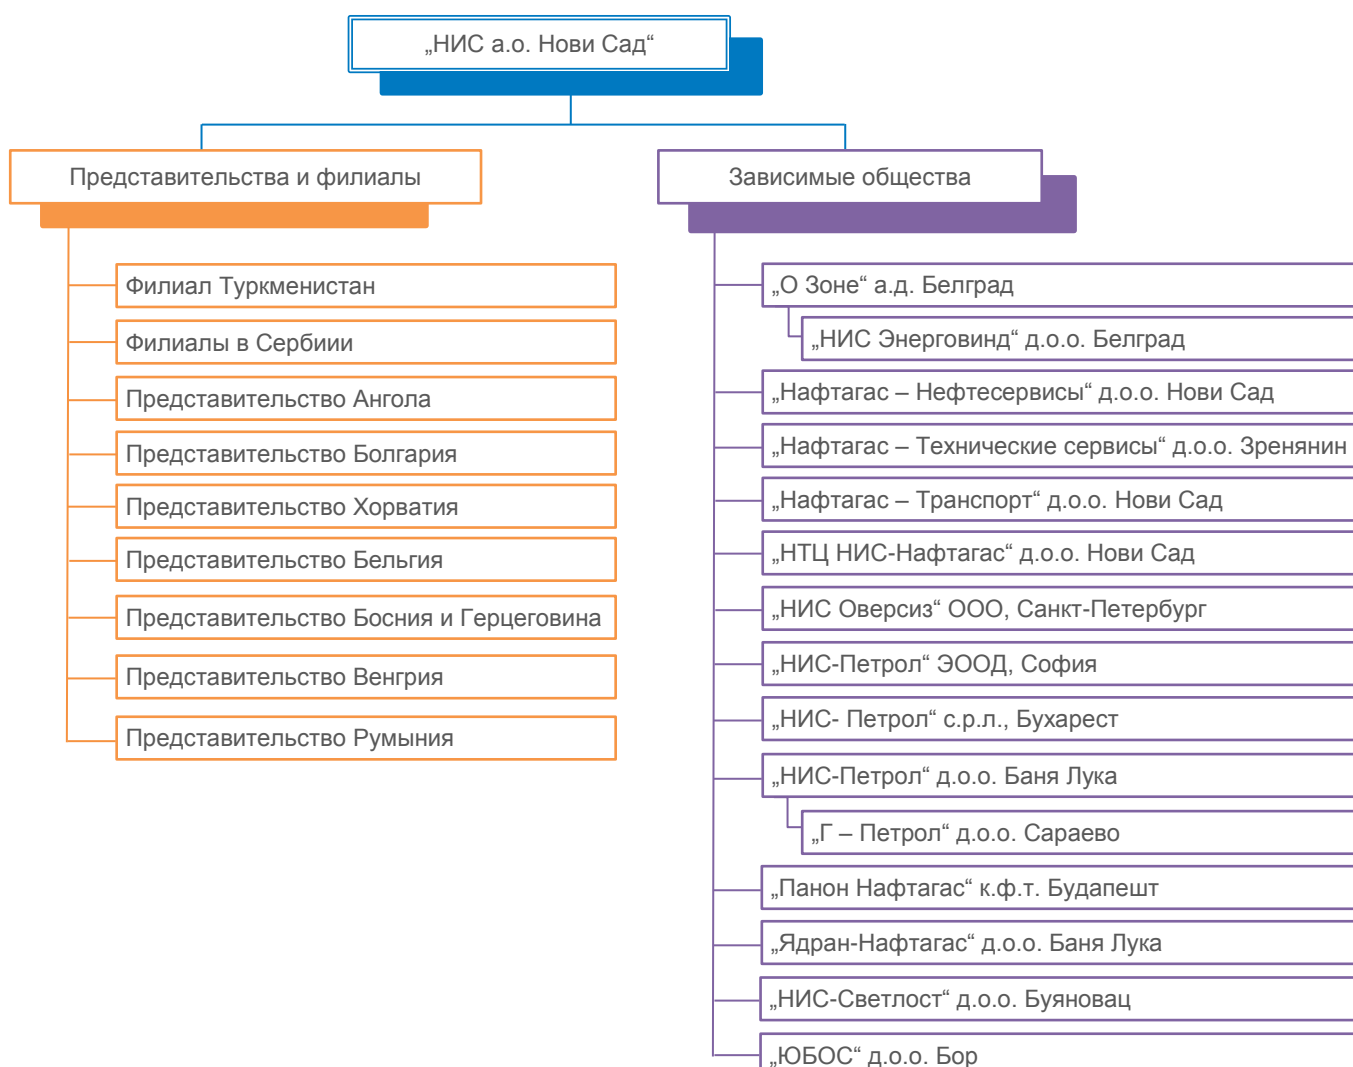 „НИС а.о. Нови Сад“
Представительства и филиалы
Филиал Туркменистан
Филиалы в Сербиии
Представительство Ангола
Представительство Болгария
Представительство Хорватия
Представительство Бельгия
Представительство Босния и Герцеговина
Представительство Венгрия
Представительство Румыния
Зависимые общества
„О Зоне“ а.д. Белград
„НИС Энерговинд“ д.о.о. Белград
„Нафтагас – Нефтесервисы“ д.о.о. Нови Сад
„Нафтагас – Технические сервисы“ д.о.о. Зренянин
„Нафтагас – Транспорт“ д.о.о. Нови Сад
„НТЦ НИС-Нафтагас“ д.о.о. Нови Сад
„НИС Оверсиз“ ООО, Санкт-Петербург
„НИС-Петрол“ ЭООД, София
„НИС- Петрол“ с.р.л., Бухарест
„НИС-Петрол“ д.о.о. Баня Лука
„Г – Петрол“ д.о.о. Сараево
„Панон Нафтагас“ к.ф.т. Будапешт
„Ядран-Нафтагас“ д.о.о. Баня Лука
„НИС-Светлост“ д.о.о. Буяновац
„ЮБОС“ д.о.о. Бор